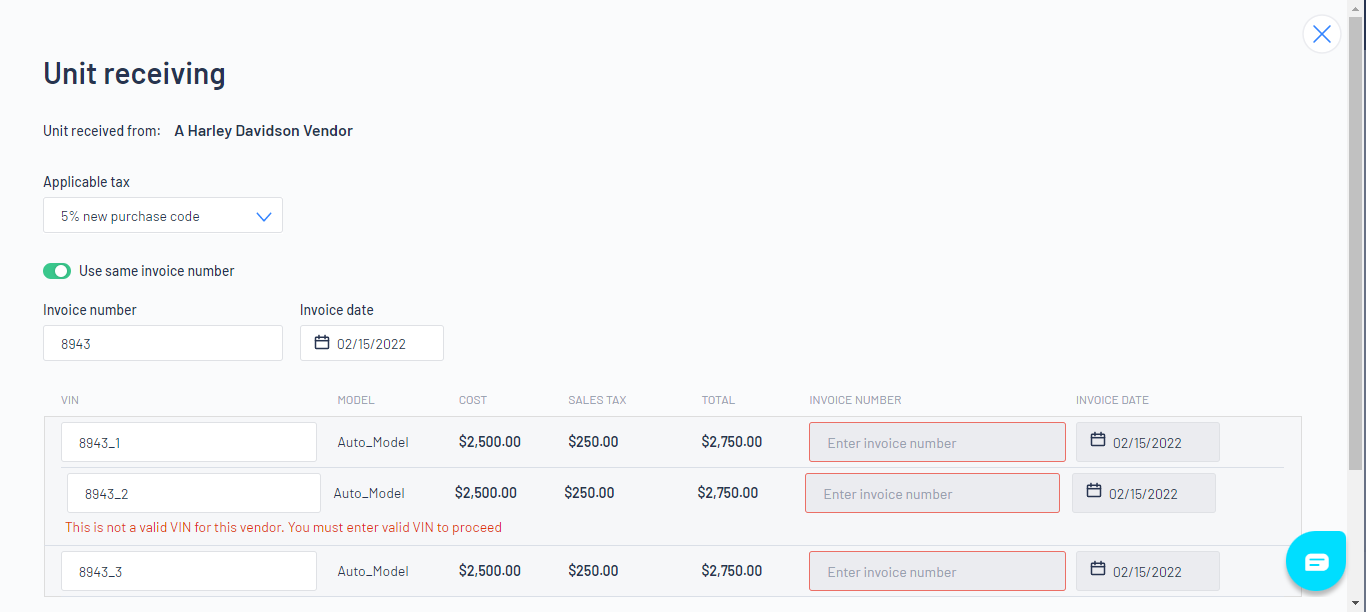 Unit receiving
Unit received from: A Harley Davidson Vendor
Applicable tax
5% new purchase code
Use same invoice number
Invoice number Invoice date
8943 02/15/2022
VIN MODEL COST SALES TAX TOTAL INVOICE NUMBER INVOICE DATE
8943_1 Auto_Model $2,500.00 $250.00 $2,750.00 Enter invoice number 02/15/2022
8943_2 Auto_Model $2,500.00 $250.00 $2,750.00 Enter invoice number 02/15/2022
This is not a valid VIN for this vendor. You must enter valid VIN to proceed
8943_3 Auto_Model $2,500.00 $250.00 $2,750.00 Enter invoice number 02/15/2022